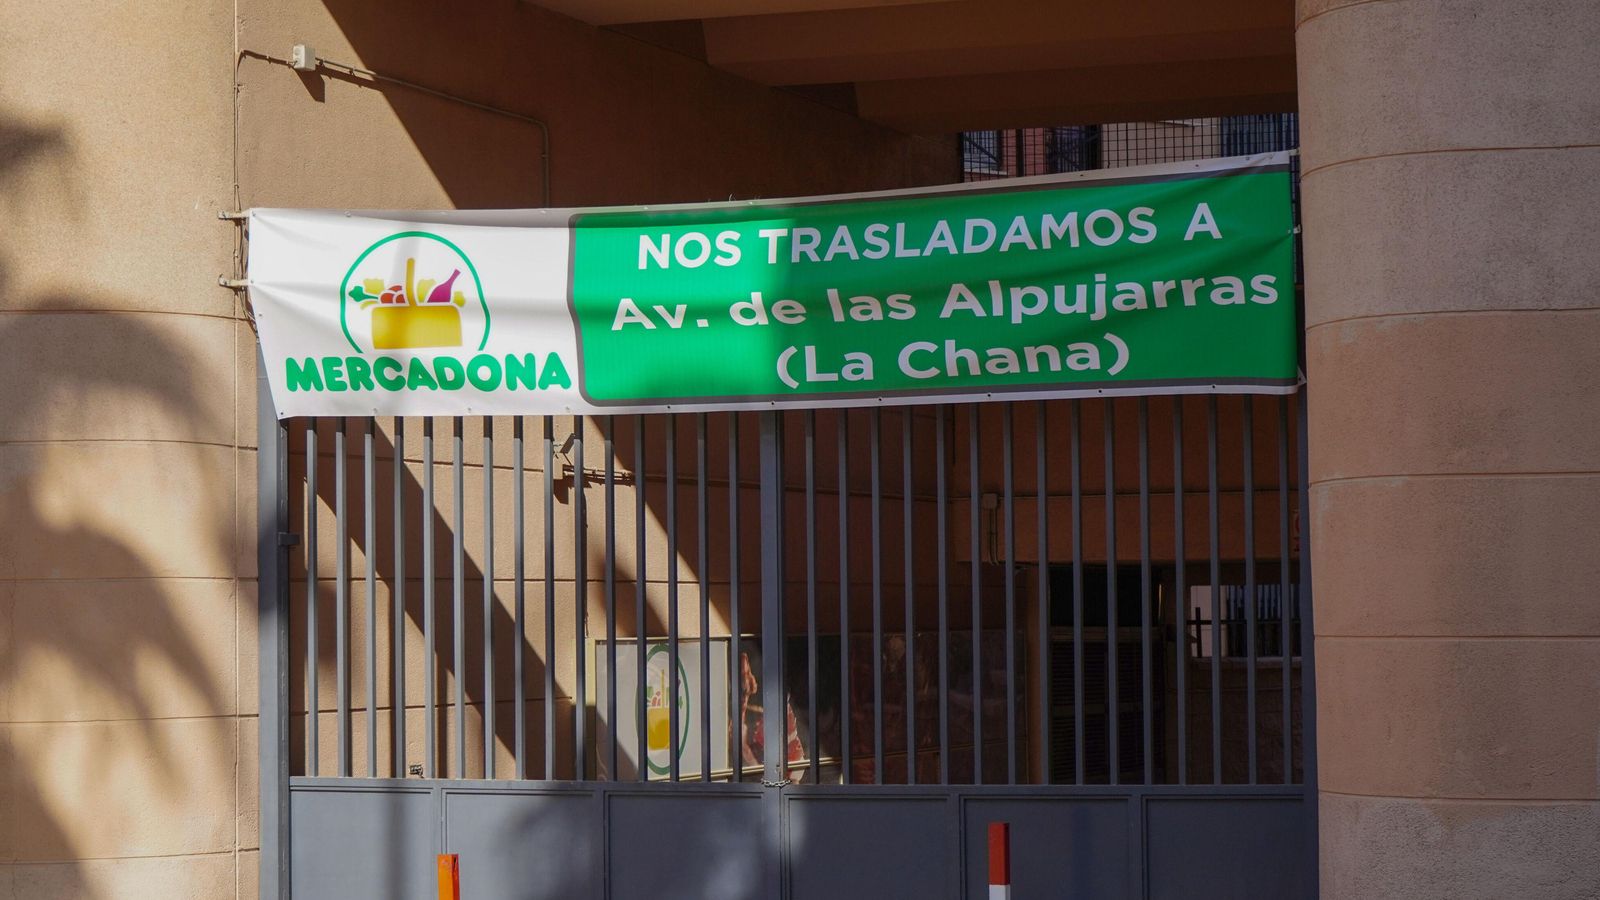 MERCADONA
NOS TRASLADAMOS A
Av. de las Alpujarras
(La Chana)